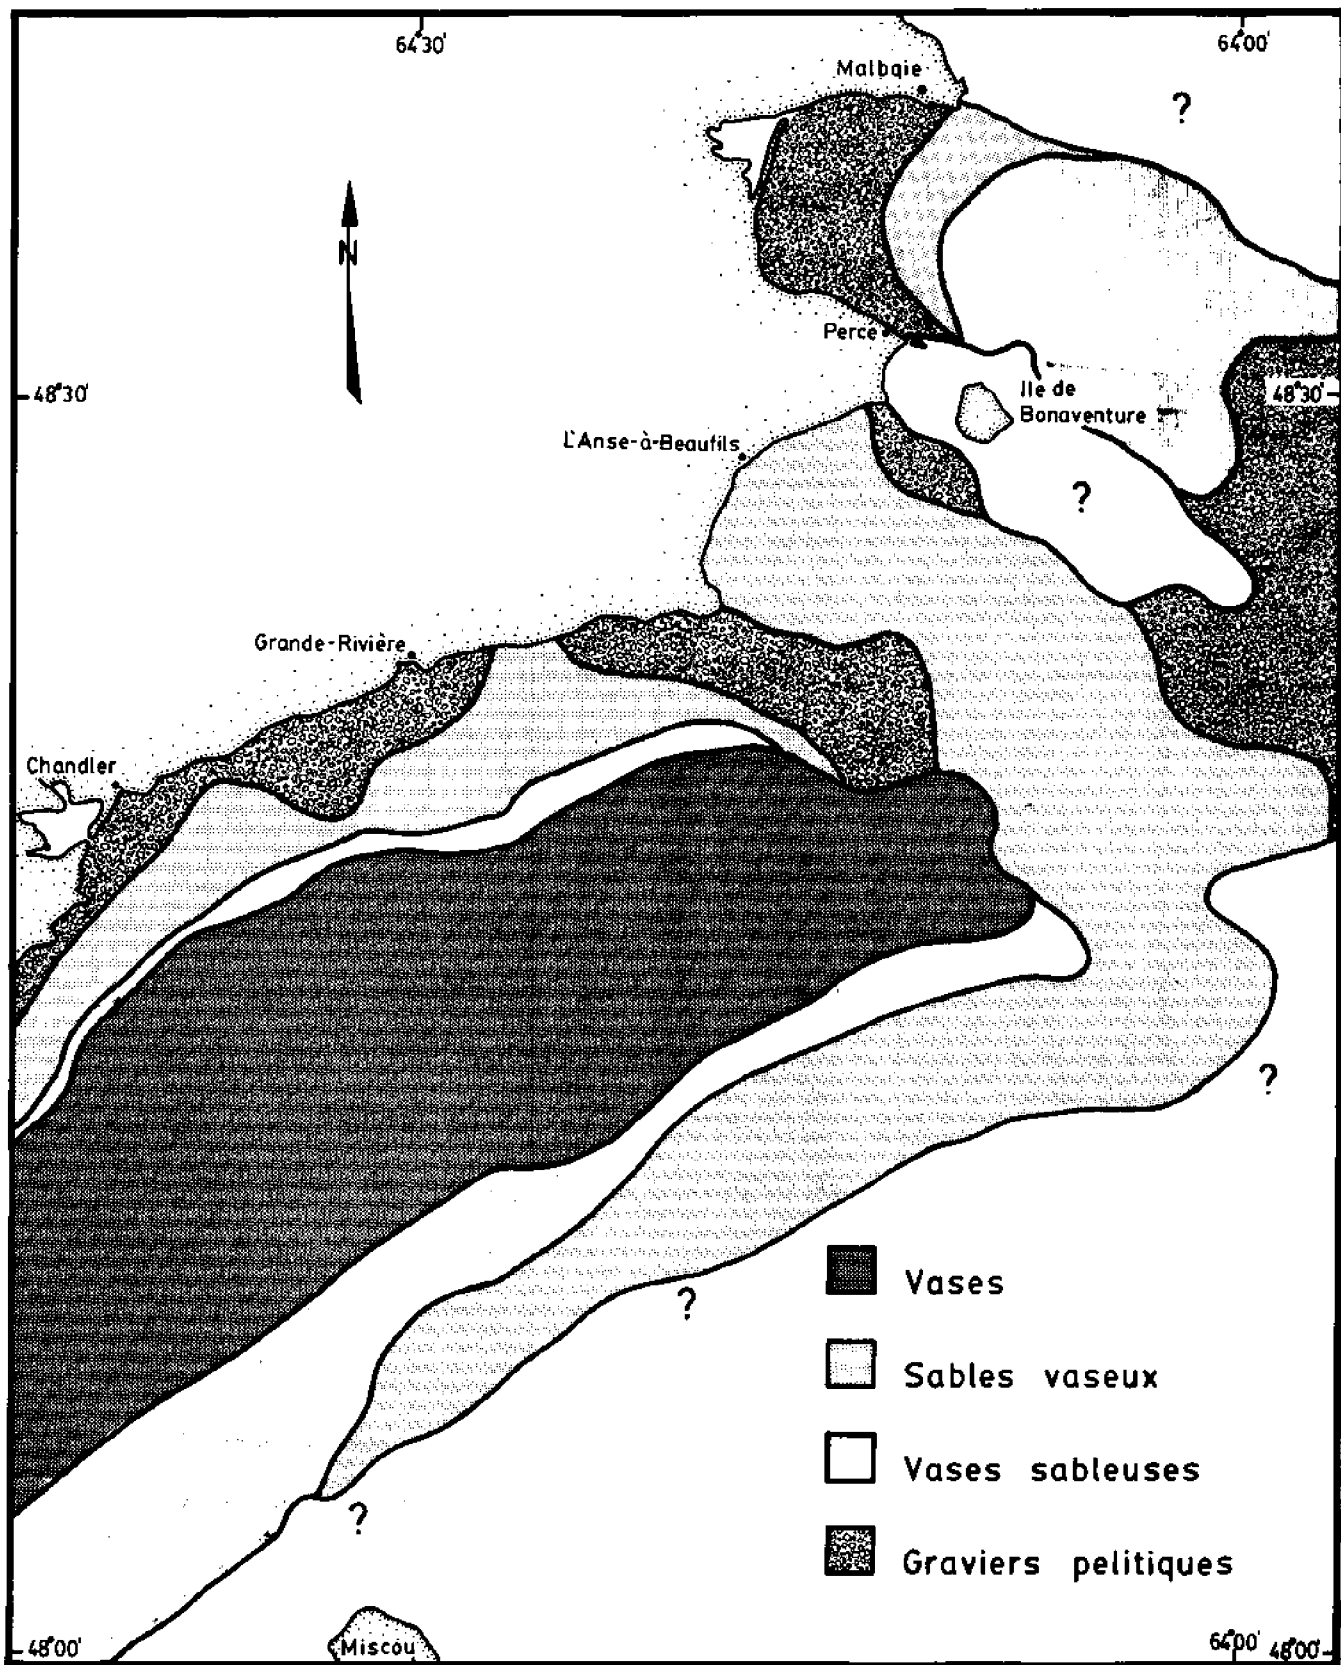 64°30'
64°00'
Malbaie
?
N
Percé
48°30'
48°30'
Ile de
Bonaventure
L'Anse-à-Beaufils
?
Grande-Rivière
Chandler
?
Vases
?
Sables vaseux
Vases sableuses
?
Graviers pelitiques
48°00'
Miscou
64°00'
48°00'